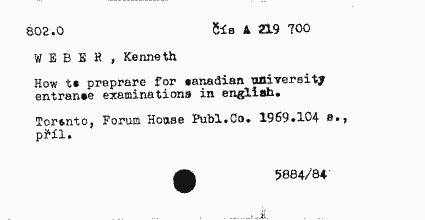 802.0 Čís A 219 700
W E B E R , Kenneth
How to preprare for canadian university
entranse examinations in english.
Toronto, Forum House Publ.Co. 1969.104 s.,
příl.
5884/84